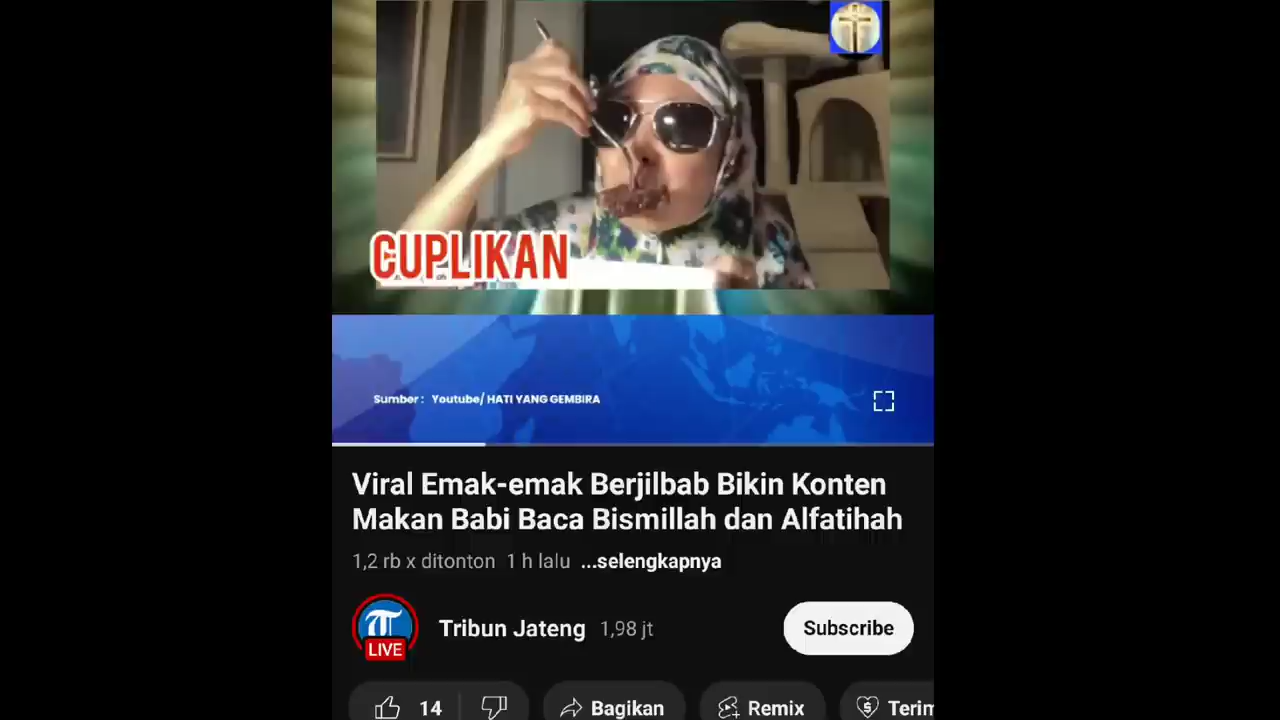 CUPLIKAN
Sumber : Youtube/ HATI YANG GEMBIRA
Viral Emak-emak Berjilbab Bikin Konten
Makan Babi Baca Bismillah dan Alfatihah
1,2 rb x ditonton 1 h lalu ...selengkapnya
LIVE
Tribun Jateng 1,98 jt
Subscribe
14
Bagikan
Remix
Terim